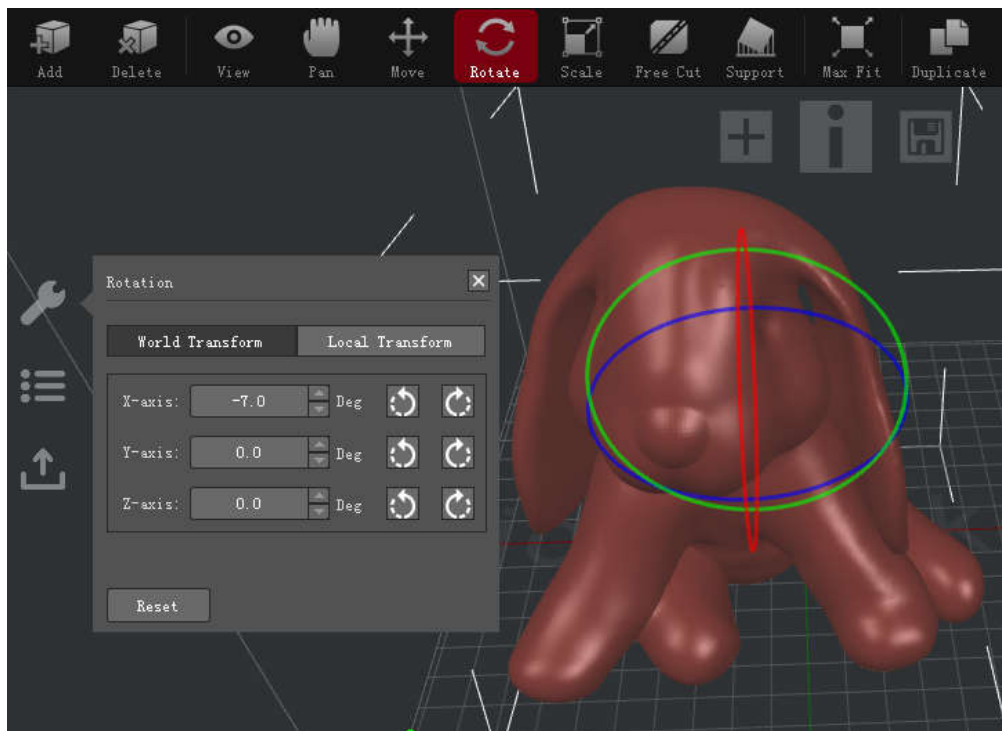 Add Delete View Pan Move Rotate Scale Free Cut Support Max Fit Duplicate
Rotation
World Transform Local Transform
X-axis: -7.0 Deg
Y-axis: 0.0 Deg
Z-axis: 0.0 Deg
Reset